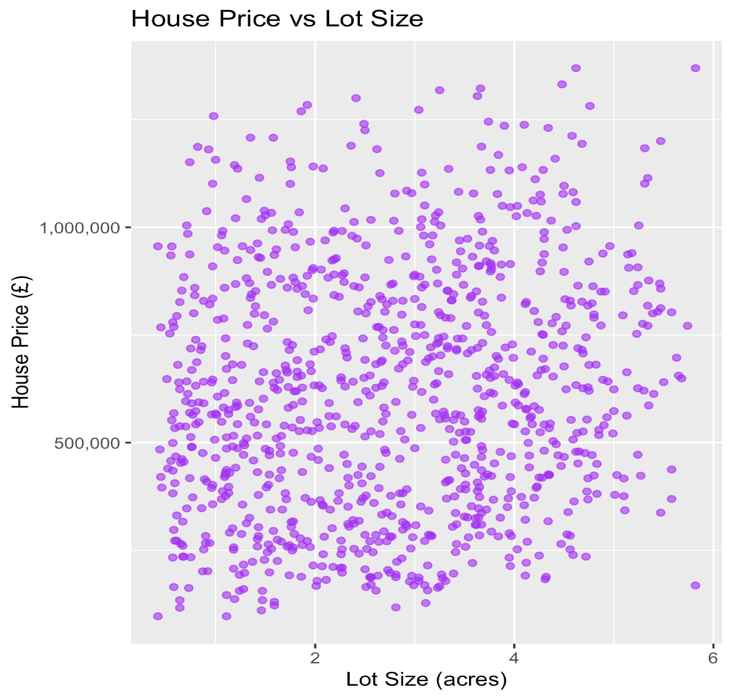 House Price vs Lot Size
House Price (£)
1,000,000
500,000
2 4 6
Lot Size (acres)